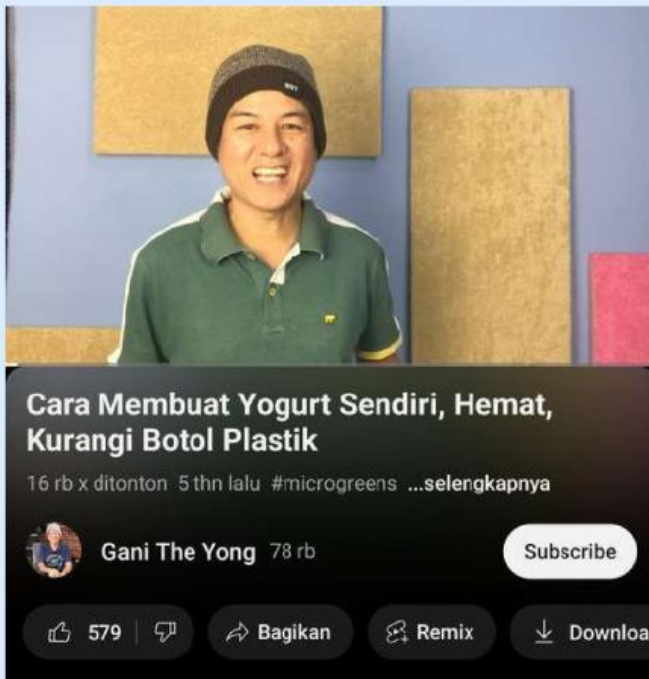 Cara Membuat Yogurt Sendiri, Hemat,
Kurangi Botol Plastik
16 rb x ditonton 5 thn lalu #microgreens ...selengkapnya
Gani The Yong 78 rb
Subscribe
579
Bagikan
Remix
Downloa